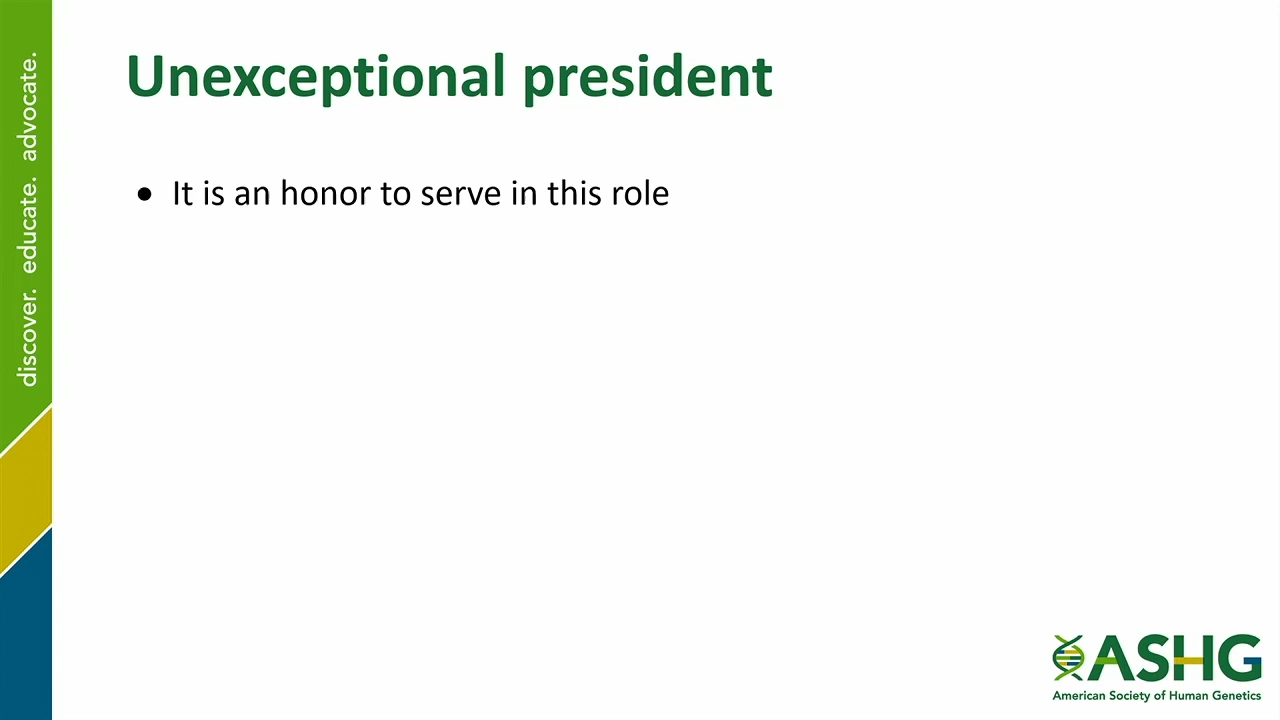 Unexceptional president
• It is an honor to serve in this role
discover. educate. advocate.
ASHG
American Society of Human Genetics